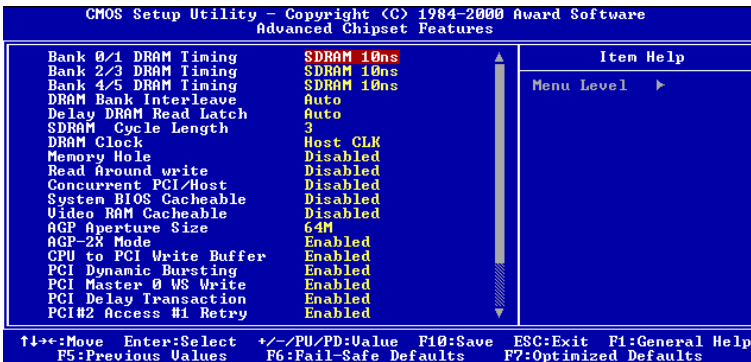 CMOS Setup Utility - Copyright (C) 1984-2000 Award Software
Advanced Chipset Features
Bank 0/1 DRAM Timing SDRAM 10ns
Bank 2/3 DRAM Timing SDRAM 10ns
Bank 4/5 DRAM Timing SDRAM 10ns
DRAM Bank Interleave Auto
Delay DRAM Read Latch Auto
SDRAM Cycle Length 3
DRAM Clock Host CLK
Memory Hole Disabled
Read Around write Disabled
Concurrent PCI/Host Disabled
System BIOS Cacheable Disabled
Video RAM Cacheable Disabled
AGP Aperture Size 64M
AGP-2X Mode Enabled
CPU to PCI Write Buffer Enabled
PCI Dynamic Bursting Enabled
PCI Master 0 WS Write Enabled
PCI Delay Transaction Enabled
PCI#2 Access #1 Retry Enabled
Item Help
Menu Level ▶
↑↓→←:Move Enter:Select +/-/PU/PD:Value F10:Save ESC:Exit F1:General Help
F5:Previous Values F6:Fail-Safe Defaults F7:Optimized Defaults